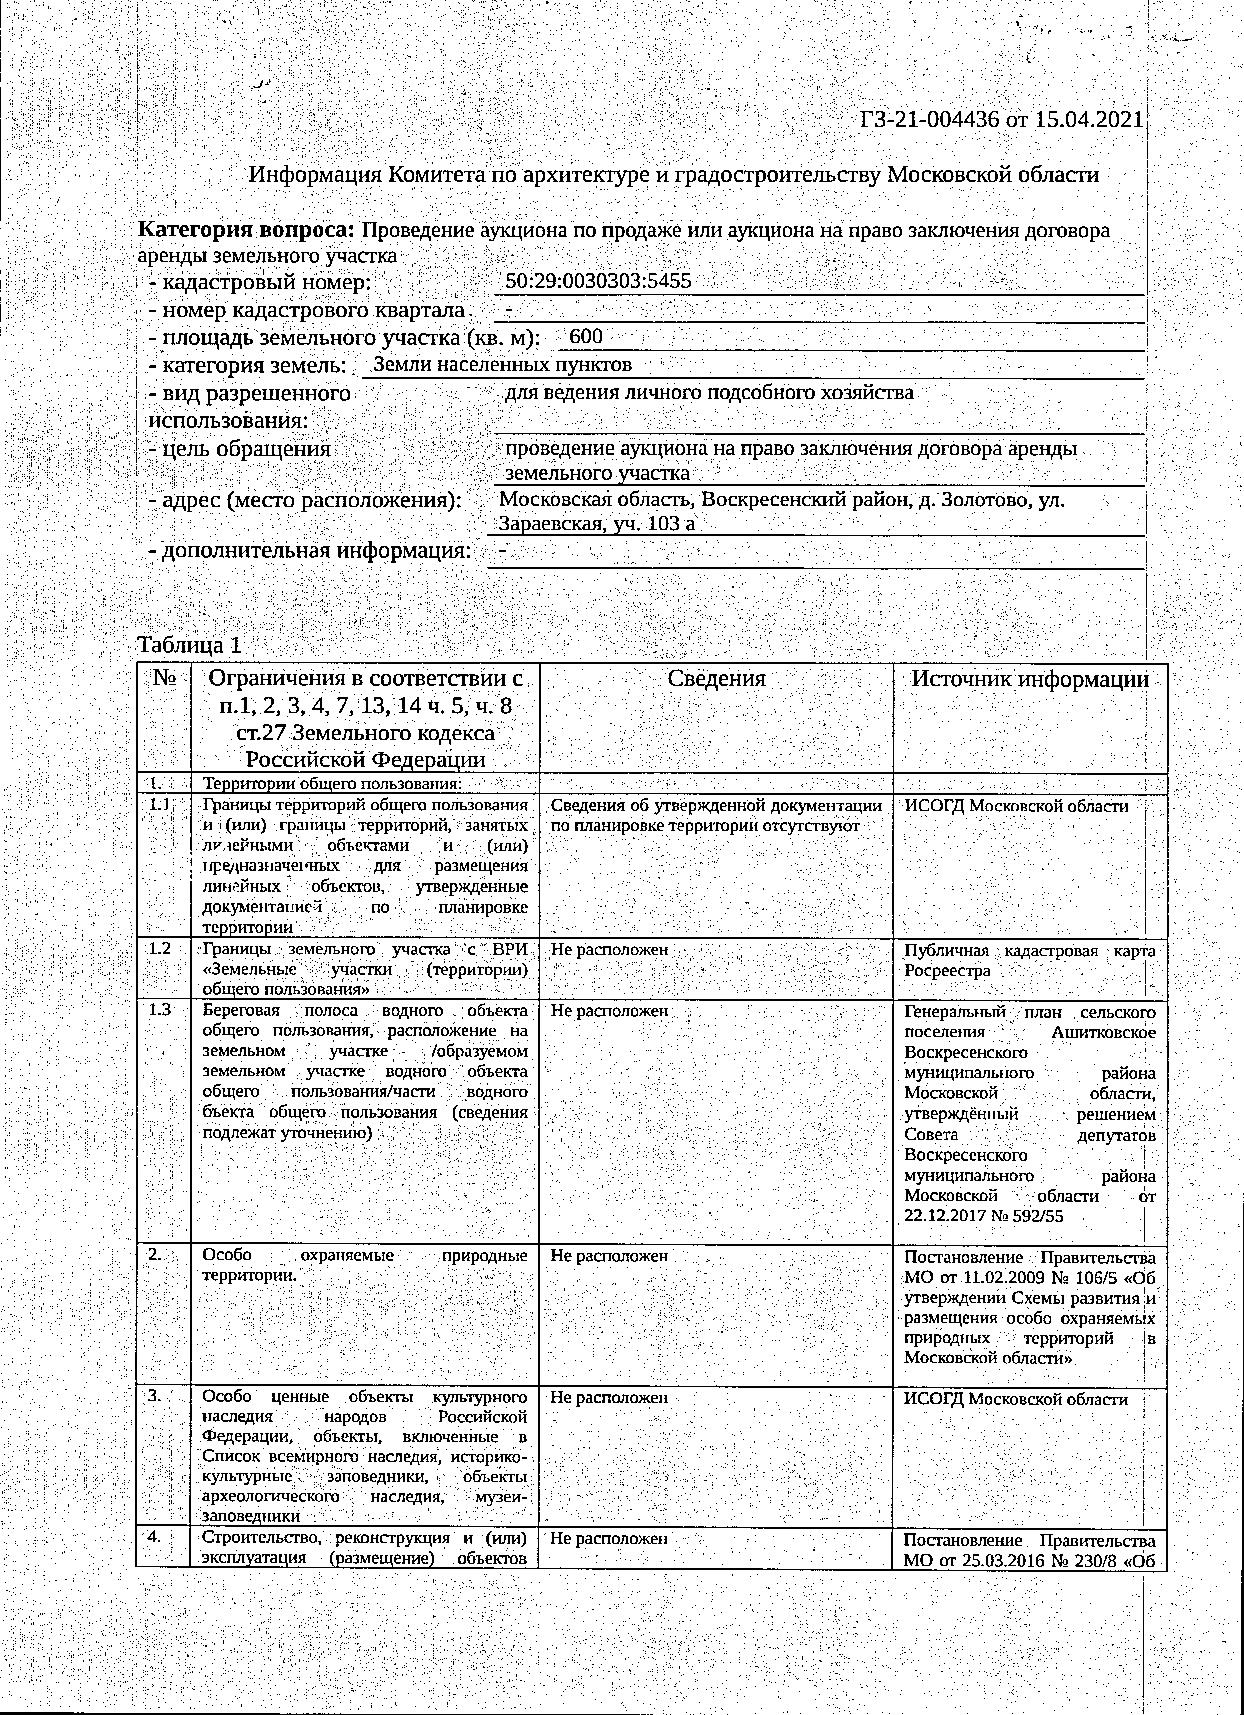 ГЗ-21-004436 от 15.04.2021
Информация Комитета по архитектуре и градостроительству Московской области
Категория вопроса: Проведение аукциона по продаже или аукциона на право заключения договора
аренды земельного участка
- кадастровый номер: 50:29:0030303:5455
- номер кадастрового квартала -
- площадь земельного участка (кв. м): 600
- категория земель: Земли населенных пунктов
- вид разрешенного для ведения личного подсобного хозяйства
использования:
- цель обращения проведение аукциона на право заключения договора аренды
земельного участка
- адрес (место расположения): Московская область, Воскресенский район, д. Золотово, ул.
Зараевская, уч. 103 а
- дополнительная информация: -
Таблица 1
№ Ограничения в соответствии с Сведения Источник информации
п.1, 2, 3, 4, 7, 13, 14 ч. 5, ч. 8
ст.27 Земельного кодекса
Российской Федерации
1. Территории общего пользования:
1.1 Границы территорий общего пользования Сведения об утвержденной документации ИСОГД Московской области
и (или) границы территорий, занятых по планировке территории отсутствуют
линейными объектами и (или)
предназначенных для размещения
линейных объектов, утвержденные
документацией по планировке
территории
1.2 Границы земельного участка с ВРИ Не расположен Публичная кадастровая карта
«Земельные участки (территории) Росреестра
общего пользования»
1.3 Береговая полоса водного объекта Не расположен Генеральный план сельского
общего пользования, расположение на поселения Ашитковское
земельном участке /образуемом Воскресенского
земельном участке водного объекта муниципального района
общего пользования/части водного Московской области,
бъекта общего пользования (сведения утверждённый решением
подлежат уточнению) Совета депутатов
Воскресенского
муниципального района
Московской области от
22.12.2017 № 592/55
2. Особо охраняемые природные Не расположен Постановление Правительства
территории. МО от 11.02.2009 № 106/5 «Об
утверждении Схемы развития и
размещения особо охраняемых
природных территорий в
Московской области»
3. Особо ценные объекты культурного Не расположен ИСОГД Московской области
наследия народов Российской
Федерации, объекты, включенные в
Список всемирного наследия, историко-
культурные заповедники, объекты
археологического наследия, музеи-
заповедники
4. Строительство, реконструкция и (или) Не расположен Постановление Правительства
эксплуатация (размещение) объектов МО от 25.03.2016 № 230/8 «Об